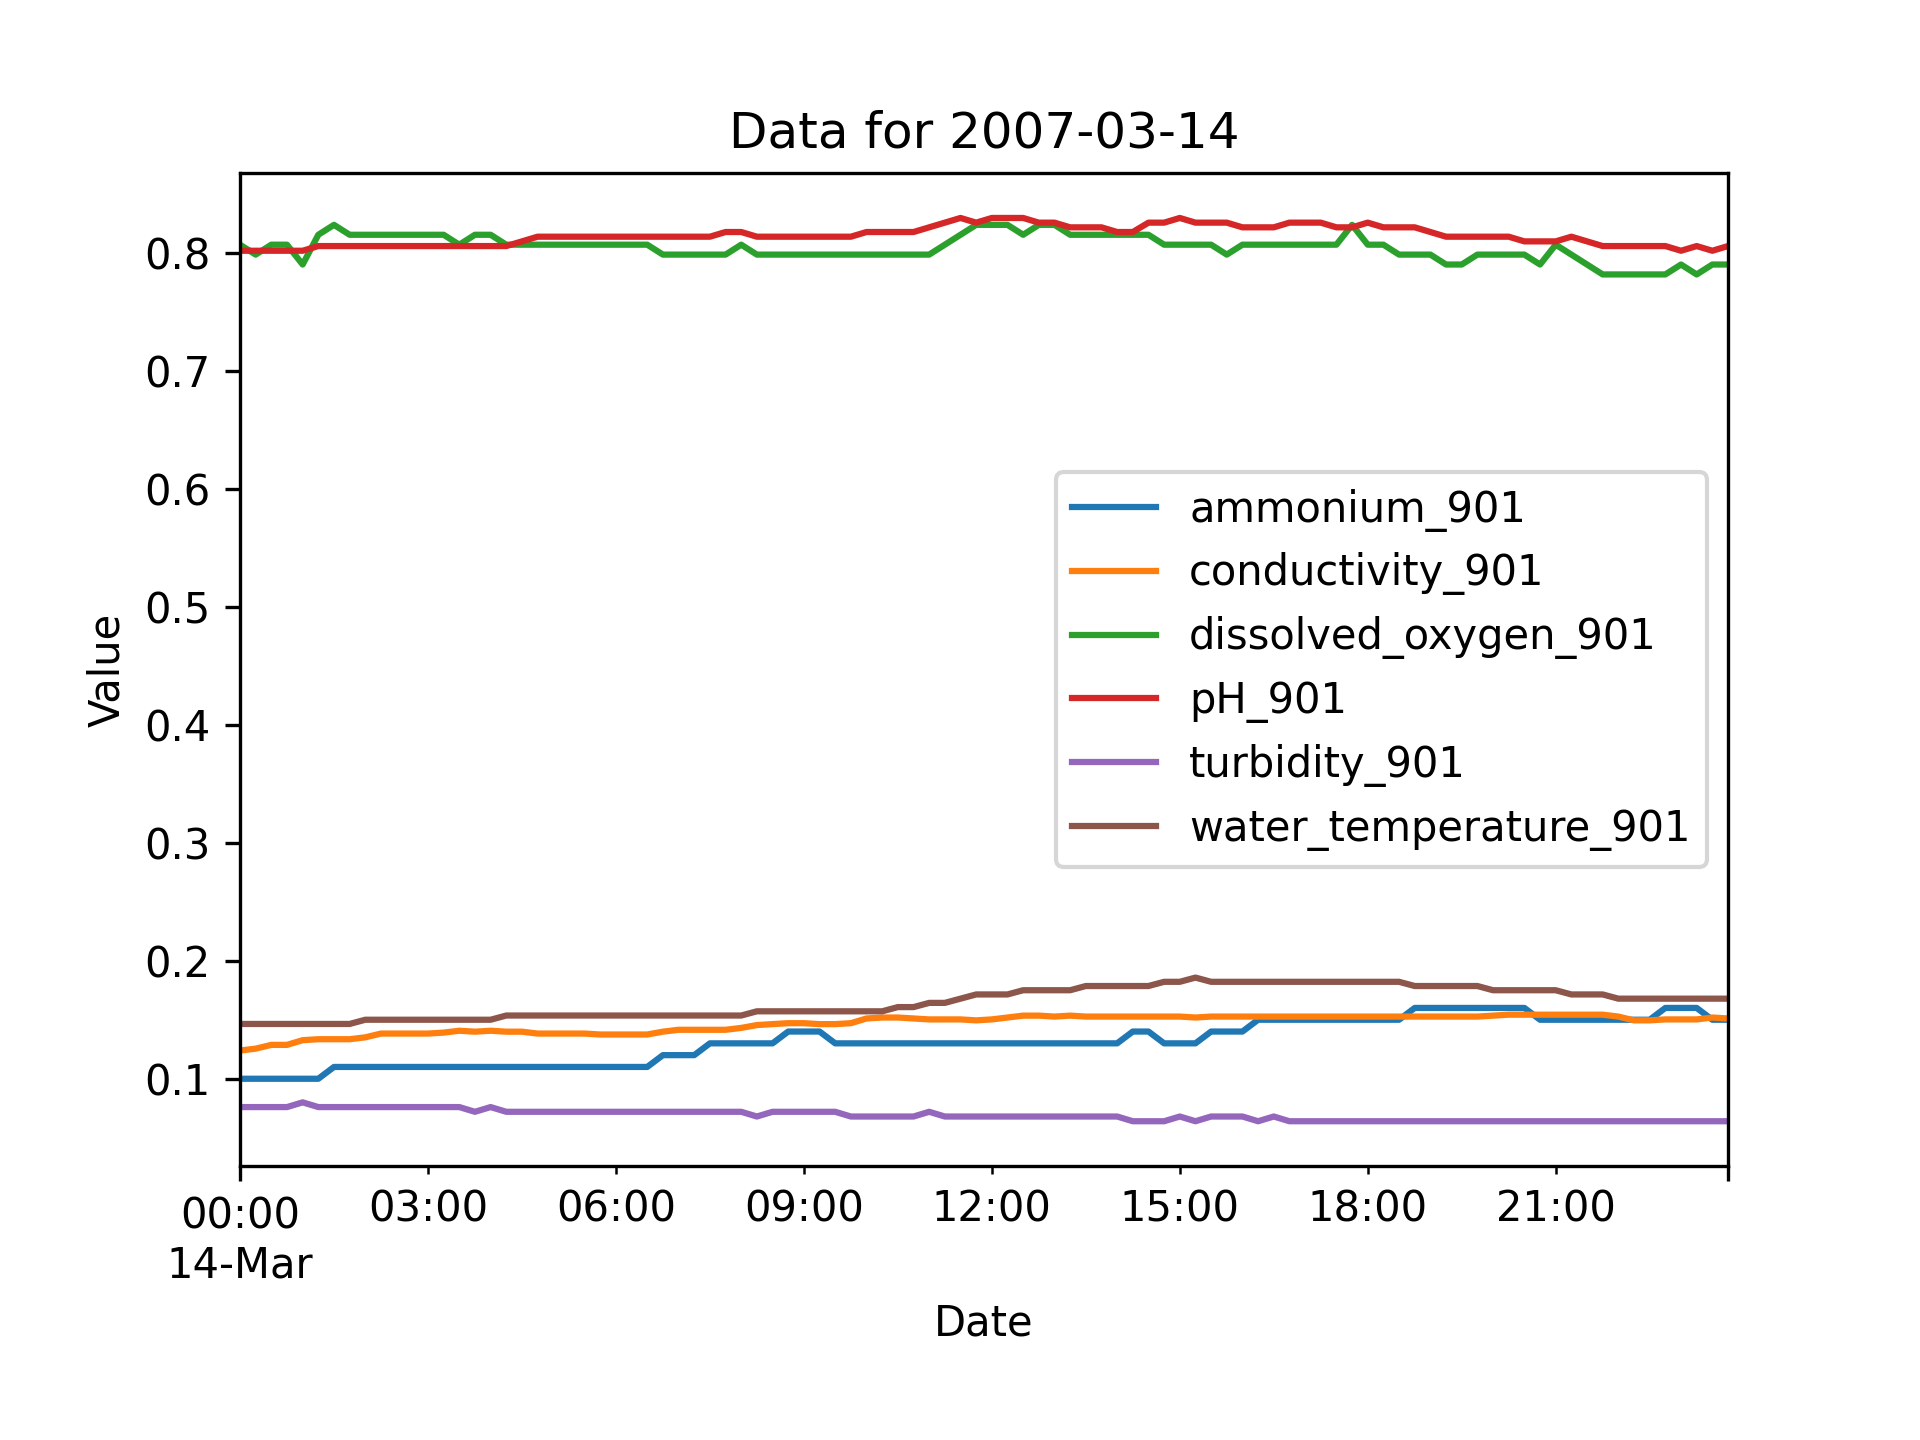 Data for 2007-03-14
Value
0.8
0.7
0.6
0.5
0.4
0.3
0.2
0.1
ammonium_901
conductivity_901
dissolved_oxygen_901
pH_901
turbidity_901
water_temperature_901
00:00 03:00 06:00 09:00 12:00 15:00 18:00 21:00
14-Mar
Date